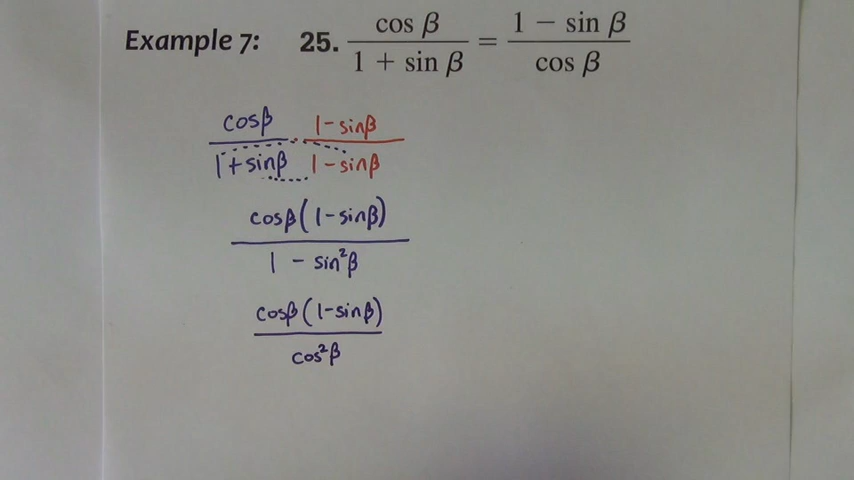 Example 7: 25. cos β / 1 + sin β = 1 − sin β / cos β
cosβ / 1+sinβ · 1-sinβ / 1-sinβ
cosβ(1-sinβ)
1 - sin²β
cosβ(1-sinβ)
cos²β